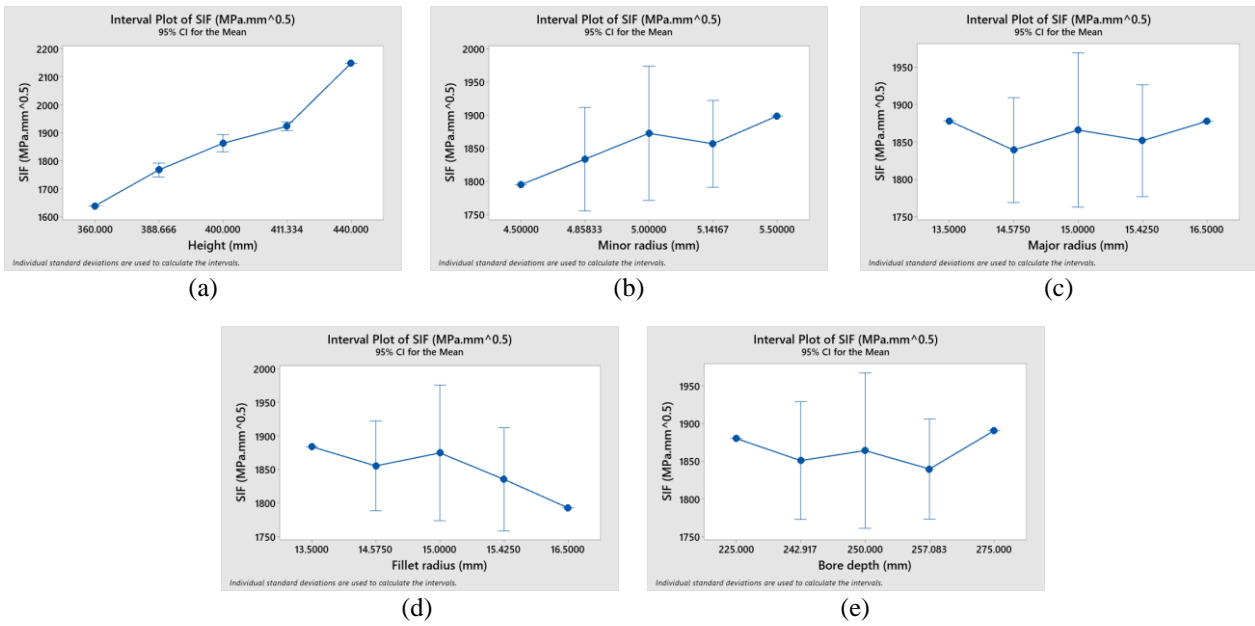 Interval Plot of SIF (MPa.mm^0.5)
95% CI for the Mean
SIF (MPa.mm^0.5)
2200
2100
2000
1900
1800
1700
1600
360.000 388.666 400.000 411.334 440.000
Height (mm)
Individual standard deviations are used to calculate the intervals.
(a)
Interval Plot of SIF (MPa.mm^0.5)
95% CI for the Mean
SIF (MPa.mm^0.5)
2000
1950
1900
1850
1800
1750
4.50000 4.85833 5.00000 5.14167 5.50000
Minor radius (mm)
Individual standard deviations are used to calculate the intervals.
(b)
Interval Plot of SIF (MPa.mm^0.5)
95% CI for the Mean
SIF (MPa.mm^0.5)
1950
1900
1850
1800
1750
13.5000 14.5750 15.0000 15.4250 16.5000
Major radius (mm)
Individual standard deviations are used to calculate the intervals.
(c)
Interval Plot of SIF (MPa.mm^0.5)
95% CI for the Mean
SIF (MPa.mm^0.5)
2000
1950
1900
1850
1800
1750
13.5000 14.5750 15.0000 15.4250 16.5000
Fillet radius (mm)
Individual standard deviations are used to calculate the intervals.
(d)
Interval Plot of SIF (MPa.mm^0.5)
95% CI for the Mean
SIF (MPa.mm^0.5)
1950
1900
1850
1800
1750
225.000 242.917 250.000 257.083 275.000
Bore depth (mm)
Individual standard deviations are used to calculate the intervals.
(e)